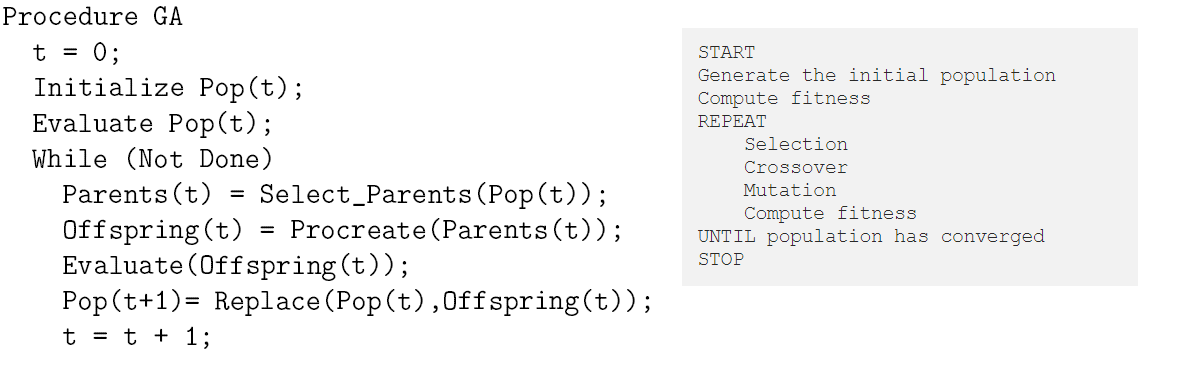 Procedure GA
t = 0;
Initialize Pop(t);
Evaluate Pop(t);
While (Not Done)
Parents(t) = Select_Parents(Pop(t));
Offspring(t) = Procreate(Parents(t));
Evaluate(Offspring(t));
Pop(t+1)= Replace(Pop(t),Offspring(t));
t = t + 1;
START
Generate the initial population
Compute fitness
REPEAT
Selection
Crossover
Mutation
Compute fitness
UNTIL population has converged
STOP